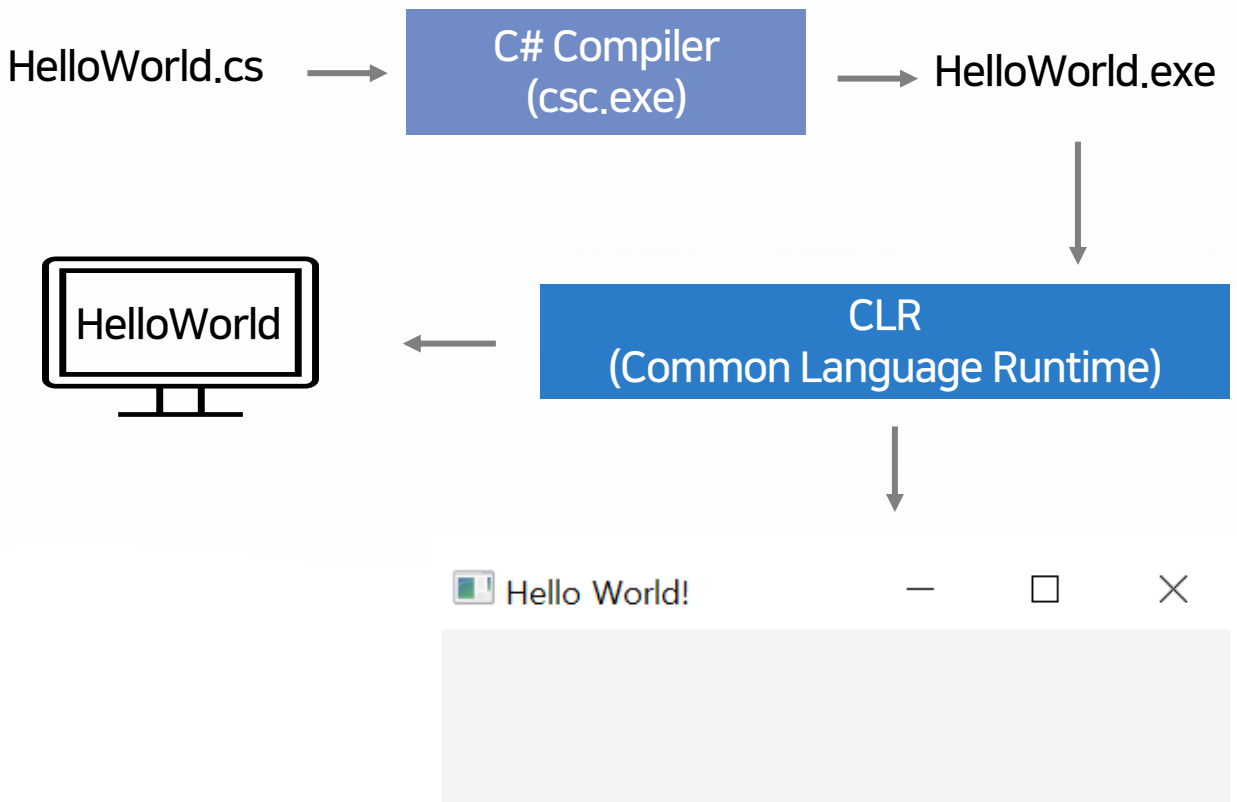 HelloWorld.cs
C# Compiler
(csc.exe)
HelloWorld.exe
HelloWorld
CLR
(Common Language Runtime)
Hello World!